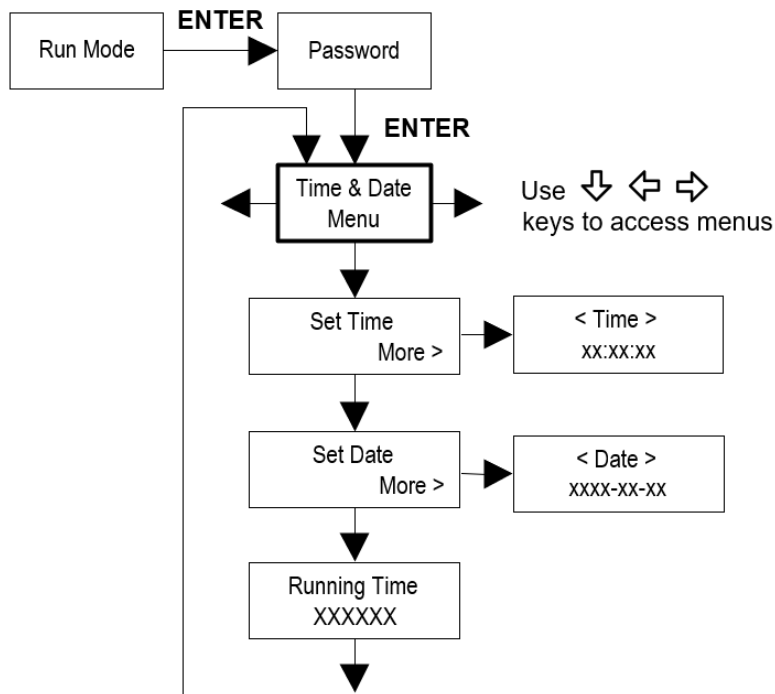 ENTER
Run Mode
Password
ENTER
Time & Date
Menu
Use
keys to access menus
Set Time
More >
< Time >
xx:xx:xx
Set Date
More >
< Date >
xxxx-xx-xx
Running Time
XXXXXX